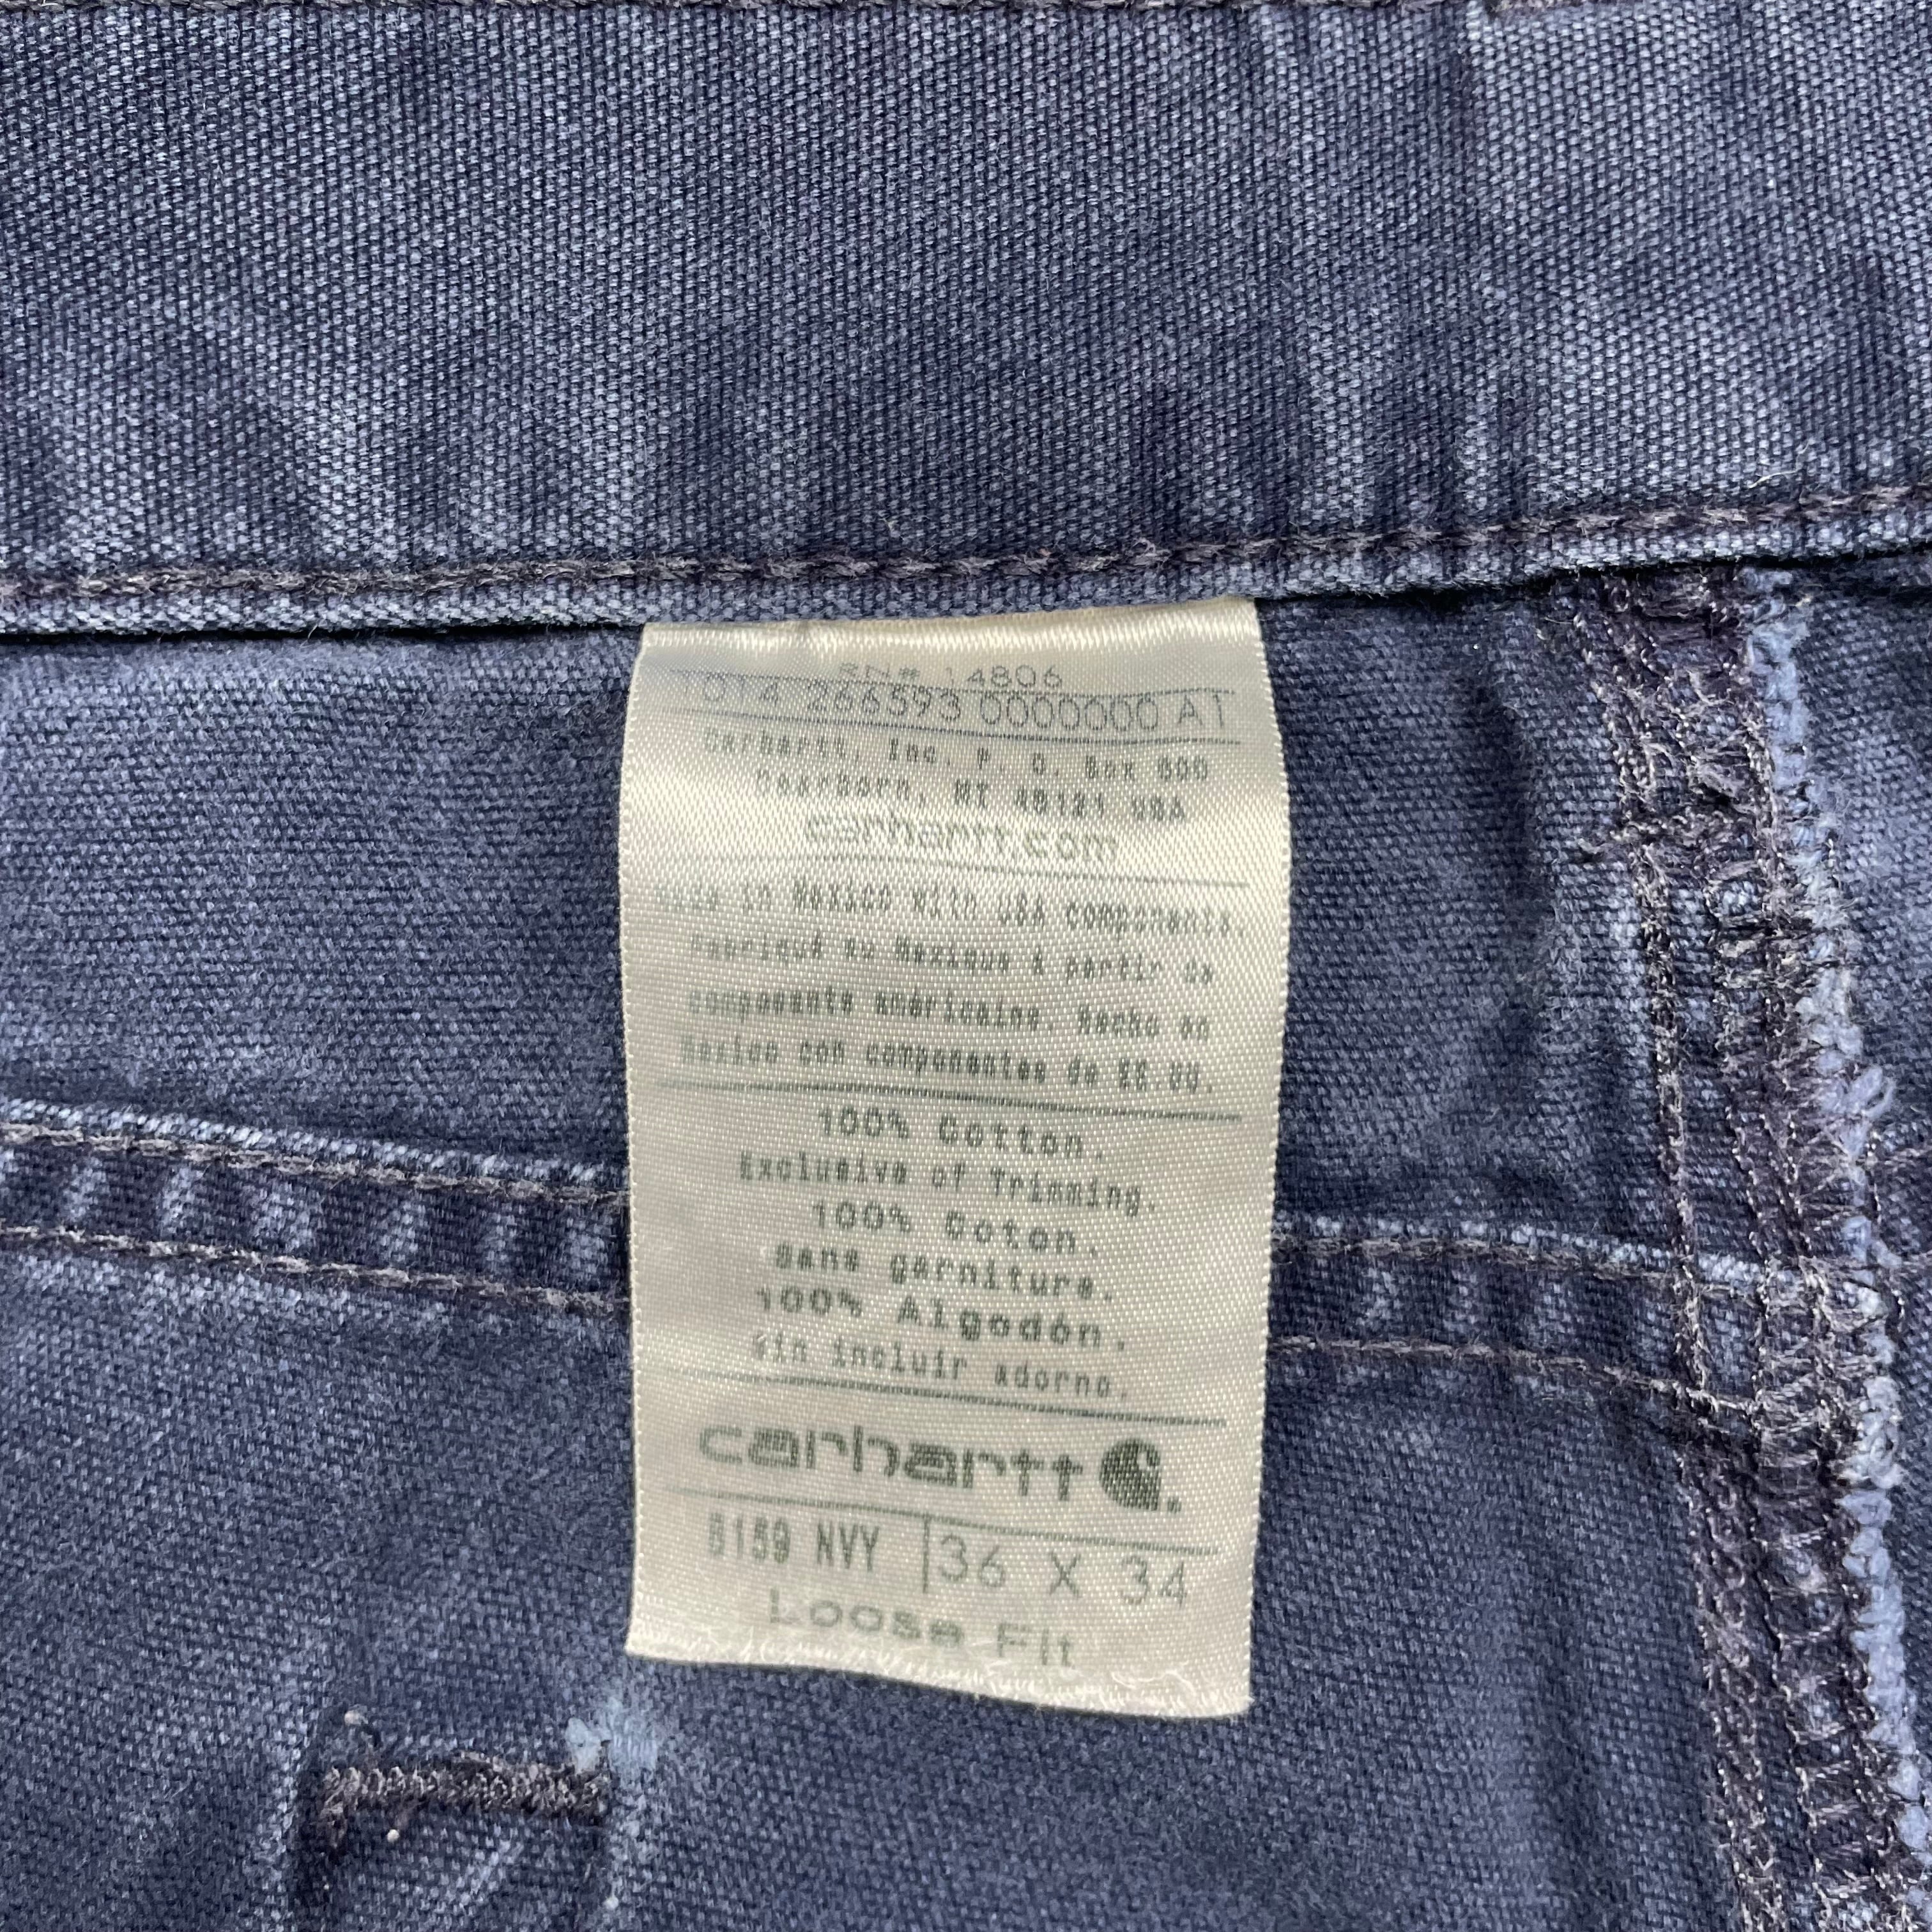 RN# 14806
1014 266593 0000000 A1
Carhartt, Inc. P. O. Box 600
Dearborn, MI 48121 USA
carhartt.com
Made in Mexico with USA components
Fabriqué au Mexique à partir de
composants américains. Hecho en
Mexico con componentes de EE.UU.
100% Cotton.
Exclusive of Trimming.
100% Coton.
Sans garniture.
100% Algodón.
Sin incluir adorno.
carhartt
B159 NVY 36 X 34
Loose Fit